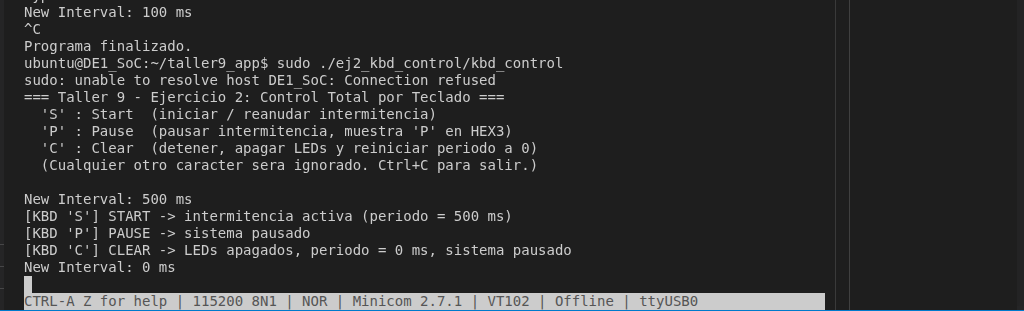 New Interval: 100 ms
^C
Programa finalizado.
ubuntu@DE1_SoC:~/taller9_app$ sudo ./ej2_kbd_control/kbd_control
sudo: unable to resolve host DE1_SoC: Connection refused
=== Taller 9 - Ejercicio 2: Control Total por Teclado ===
  'S' : Start  (iniciar / reanudar intermitencia)
  'P' : Pause  (pausar intermitencia, muestra 'P' en HEX3)
  'C' : Clear  (detener, apagar LEDs y reiniciar periodo a 0)
  (Cualquier otro caracter sera ignorado. Ctrl+C para salir.)

New Interval: 500 ms
[KBD 'S'] START -> intermitencia activa (periodo = 500 ms)
[KBD 'P'] PAUSE -> sistema pausado
[KBD 'C'] CLEAR -> LEDs apagados, periodo = 0 ms, sistema pausado
New Interval: 0 ms
CTRL-A Z for help | 115200 8N1 | NOR | Minicom 2.7.1 | VT102 | Offline | ttyUSB0